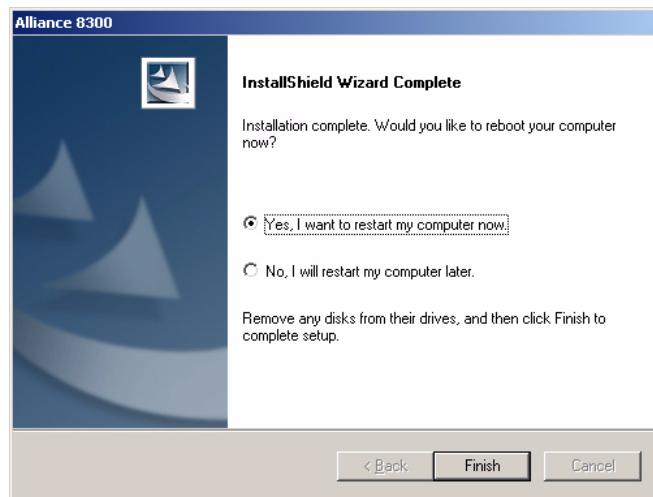 Alliance 8300
InstallShield Wizard Complete
Installation complete. Would you like to reboot your computer
now?
Yes, I want to restart my computer now.
No, I will restart my computer later.
Remove any disks from their drives, and then click Finish to
complete setup.
< Back
Finish
Cancel